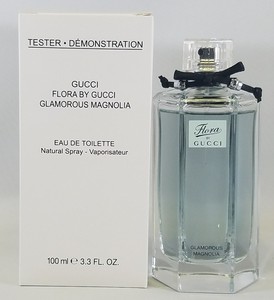 TESTER • DÉMONSTRATION
GUCCI
FLORA BY GUCCI
GLAMOROUS MAGNOLIA
EAU DE TOILETTE
Natural Spray - Vaporisateur
100 ml ℮ 3.3 FL. OZ.
Flora
BY
GUCCI
GLAMOROUS
MAGNOLIA